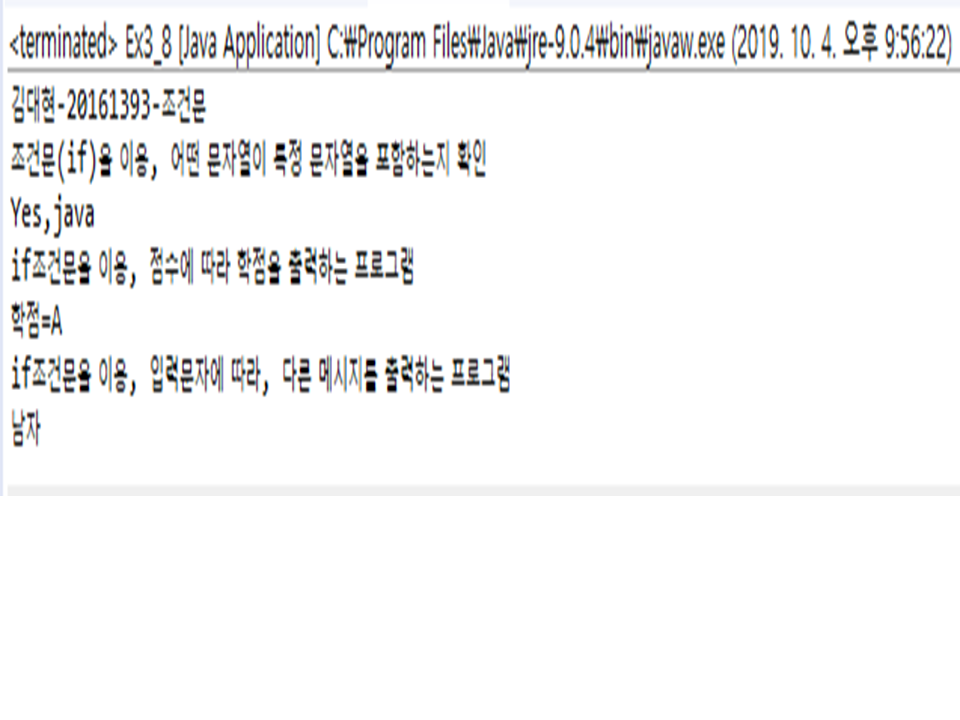 <terminated> Ex3_8 [Java Application] C:₩Program Files₩Java₩jre-9.0.4₩bin₩javaw.exe (2019. 10. 4. 오후 9:56:22)
김대현-20161393-조건문
조건문(if)을 이용, 어떤 문자열이 특정 문자열을 포함하는지 확인
Yes,java
if조건문을 이용, 점수에 따라 학점을 출력하는 프로그램
학점=A
if조건문을 이용, 입력문자에 따라, 다른 메시지를 출력하는 프로그램
남자